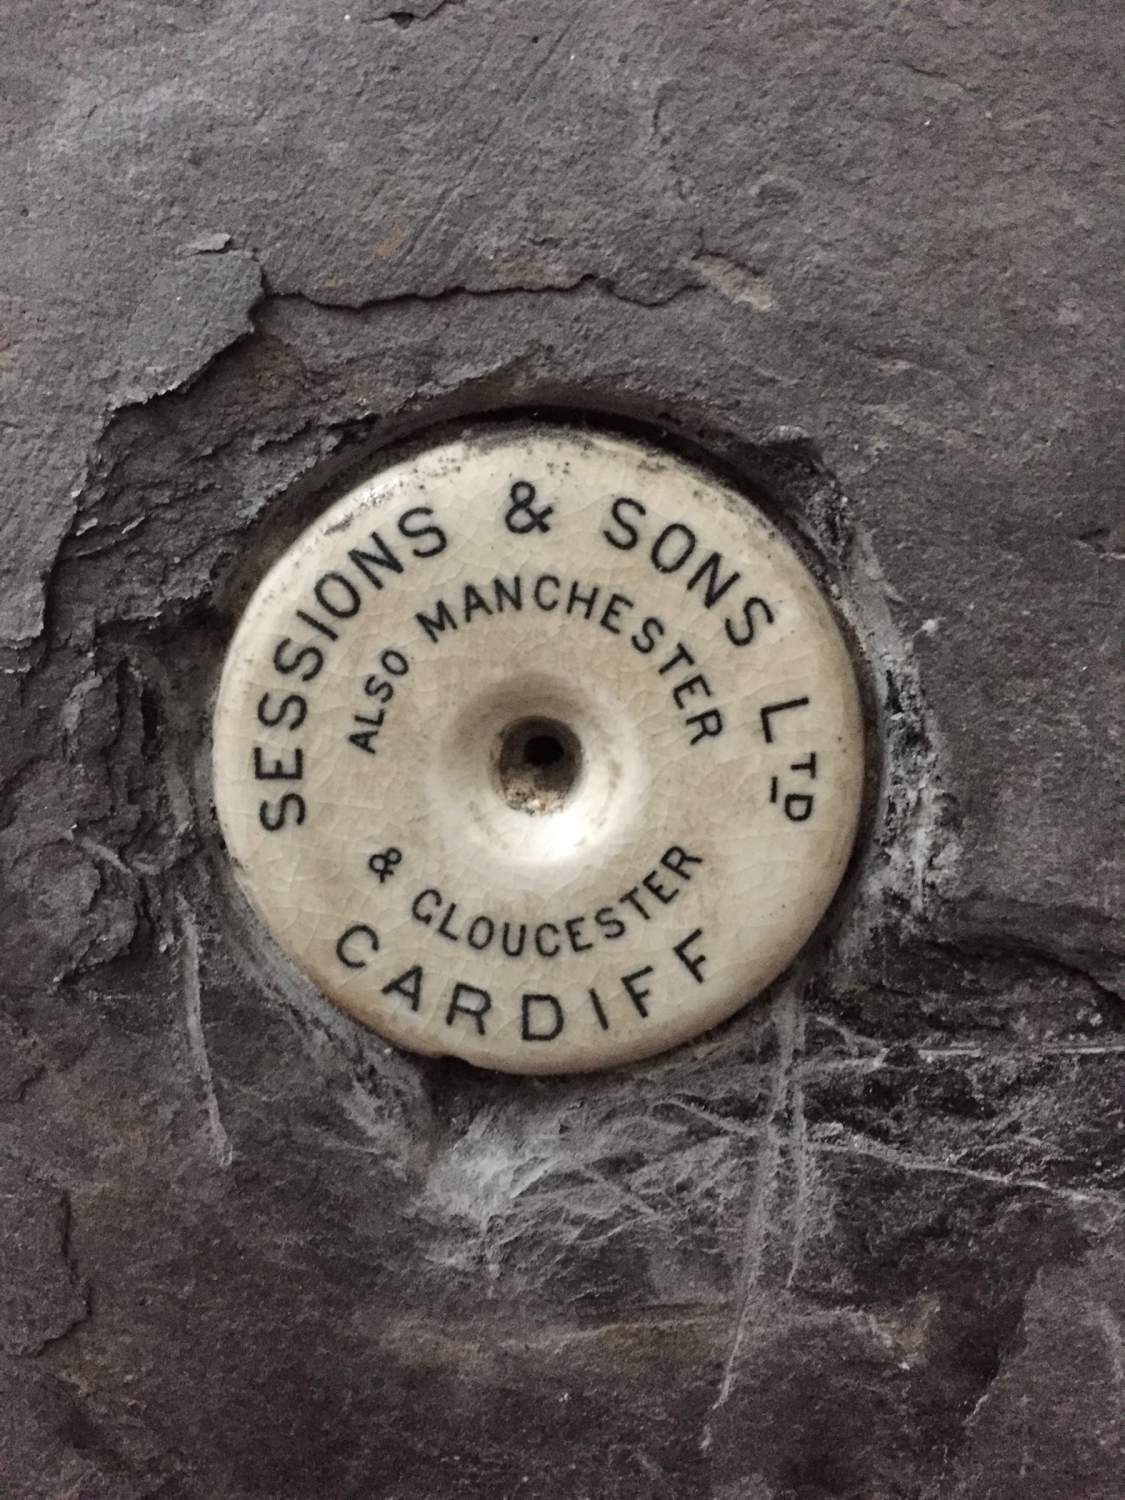 SESSIONS & SONS LTD
ALSO MANCHESTER
& GLOUCESTER
CARDIFF